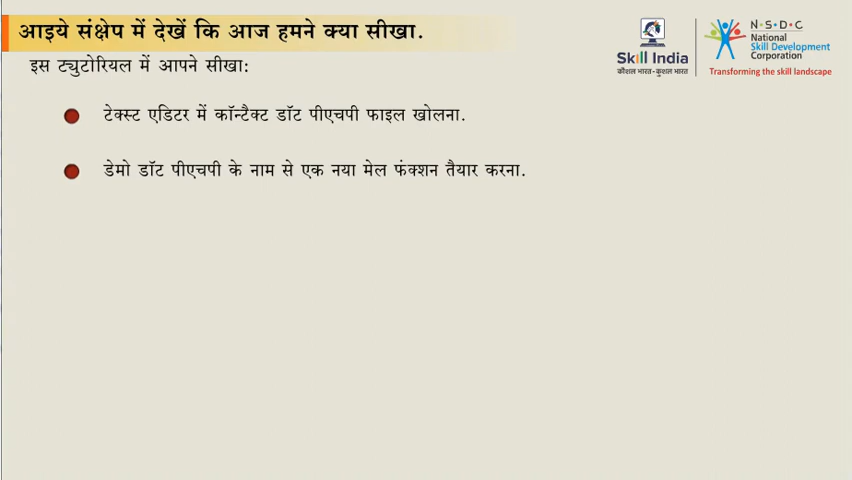 आइये संक्षेप में देखें कि आज हमने क्या सीखा.
इस ट्युटोरियल में आपने सीखा:
टेक्स्ट एडिटर में कॉन्टैक्ट डॉट पीएचपी फाइल खोलना.
डेमो डॉट पीएचपी के नाम से एक नया मेल फंक्शन तैयार करना.
Skill India
कौशल भारत-कुशल भारत
N·S·D·C
National
Skill Development
Corporation
Transforming the skill landscape